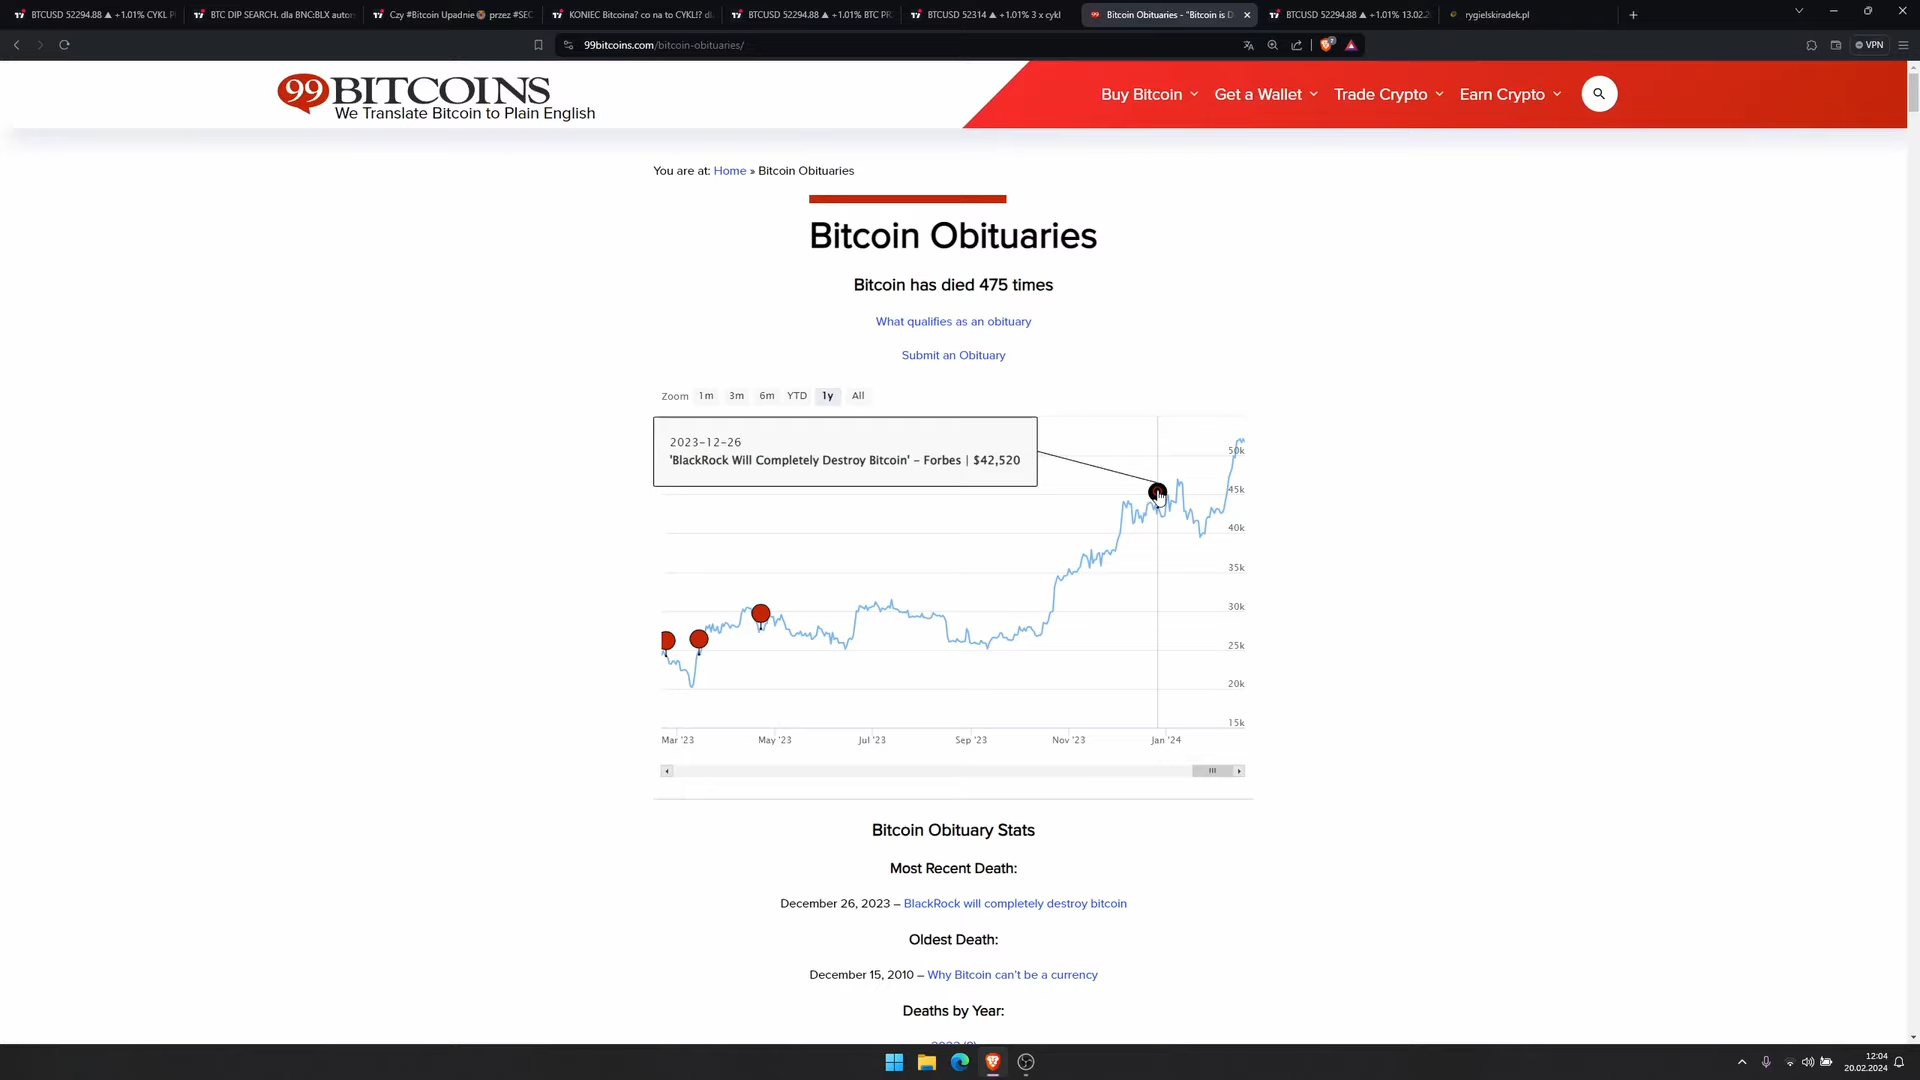 BTCUSD 52294.88 ▲ +1.01% CYKL P
BTC DIP SEARCH. dla BNC:BLX autor
Czy #Bitcoin Upadnie przez #SEC
KONIEC Bitcoina? co na to CYKL!? dl
BTCUSD 52294.88 ▲ +1.01% BTC PR
BTCUSD 52314 ▲ +1.01% 3 x cykl
Bitcoin Obituaries - "Bitcoin is D
BTCUSD 52294.88 ▲ +1.01% 13.02.2
rygielskiradek.pl
99bitcoins.com/bitcoin-obituaries/
VPN
99 BITCOINS
We Translate Bitcoin to Plain English
Buy Bitcoin
Get a Wallet
Trade Crypto
Earn Crypto
You are at: Home » Bitcoin Obituaries
Bitcoin Obituaries
Bitcoin has died 475 times
What qualifies as an obituary
Submit an Obituary
Zoom 1m 3m 6m YTD 1y All
2023-12-26
'BlackRock Will Completely Destroy Bitcoin' – Forbes | $42,520
50k
45k
40k
35k
30k
25k
20k
15k
Mar '23 May '23 Jul '23 Sep '23 Nov '23 Jan '24
Bitcoin Obituary Stats
Most Recent Death:
December 26, 2023 – BlackRock will completely destroy bitcoin
Oldest Death:
December 15, 2010 – Why Bitcoin can't be a currency
Deaths by Year:
12:04
20.02.2024